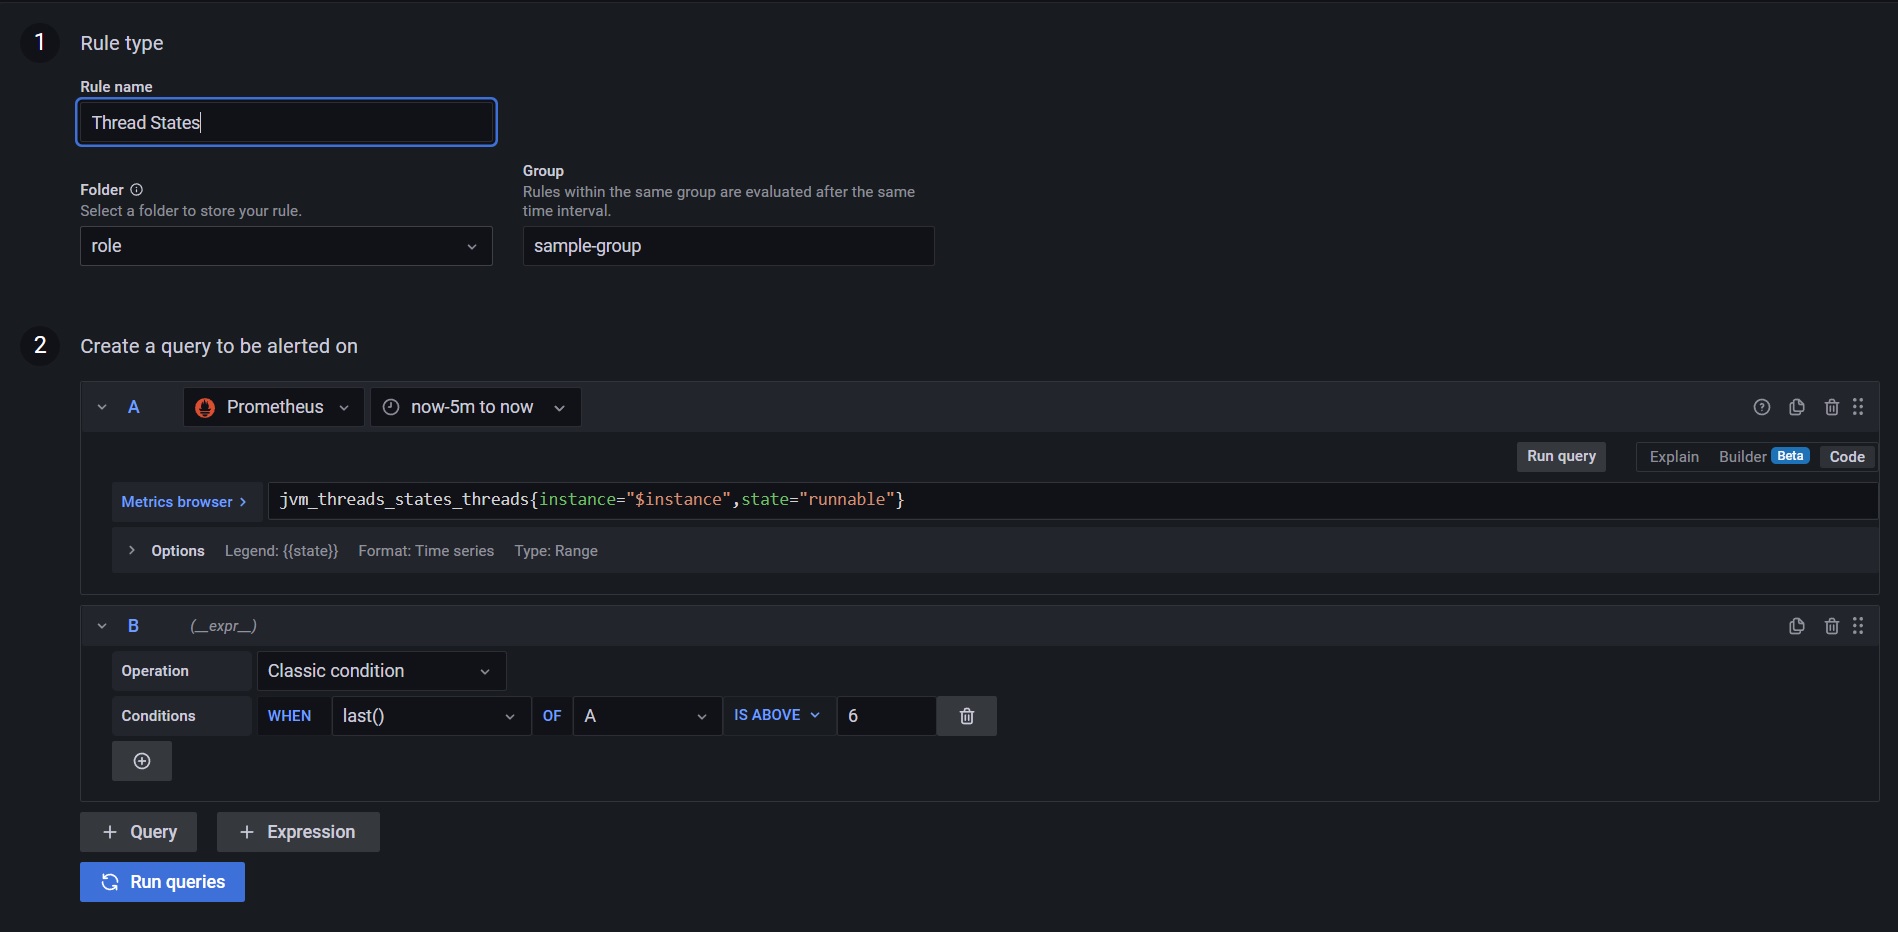 1 Rule type
Rule name
Thread States
Folder
Select a folder to store your rule.
role
Group
Rules within the same group are evaluated after the same
time interval.
sample-group
2 Create a query to be alerted on
A Prometheus now-5m to now
Run query Explain Builder Beta Code
Metrics browser > jvm_threads_states_threads{instance="$instance",state="runnable"}
> Options Legend: {{state}} Format: Time series Type: Range
B (__expr__)
Operation Classic condition
Conditions WHEN last() OF A IS ABOVE 6
+ Query + Expression
Run queries